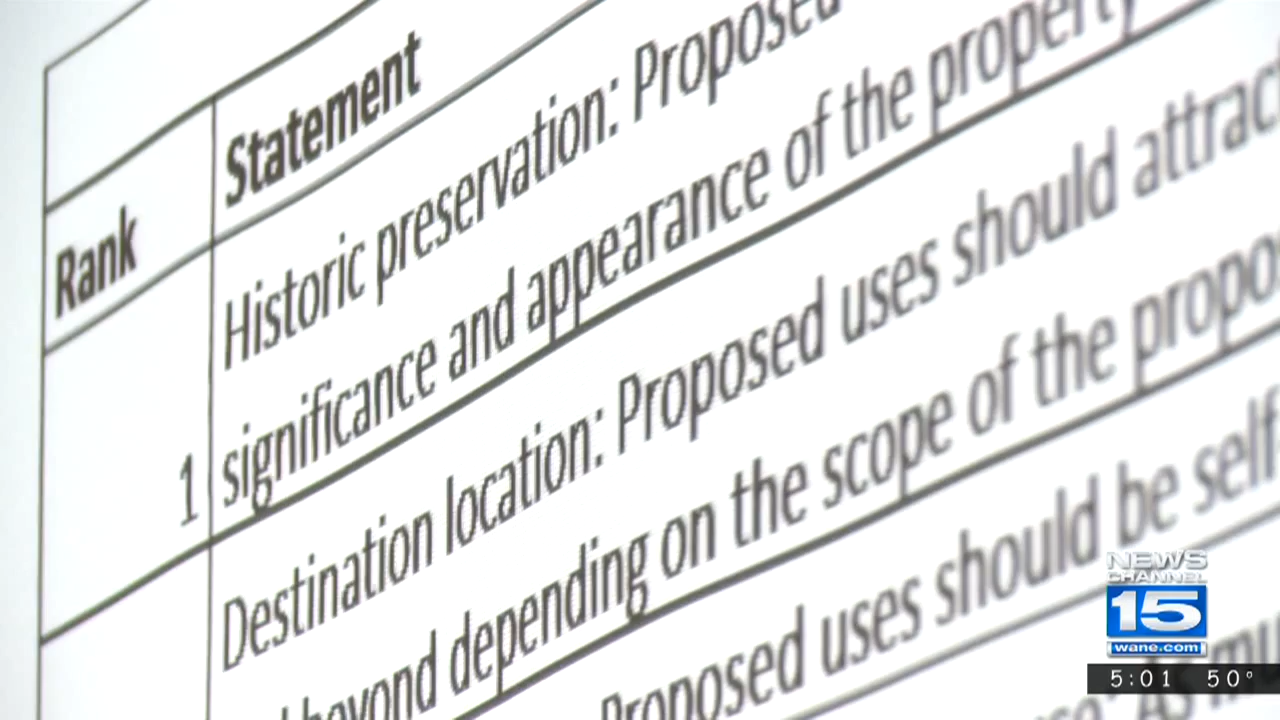 Rank
Statement
1
Historic preservation: Proposed
significance and appearance of the property
Destination location: Proposed uses should attract
beyond depending on the scope of the
Proposed uses should be self
NEWS
CHANNEL
15
wane.com
5:01 50°